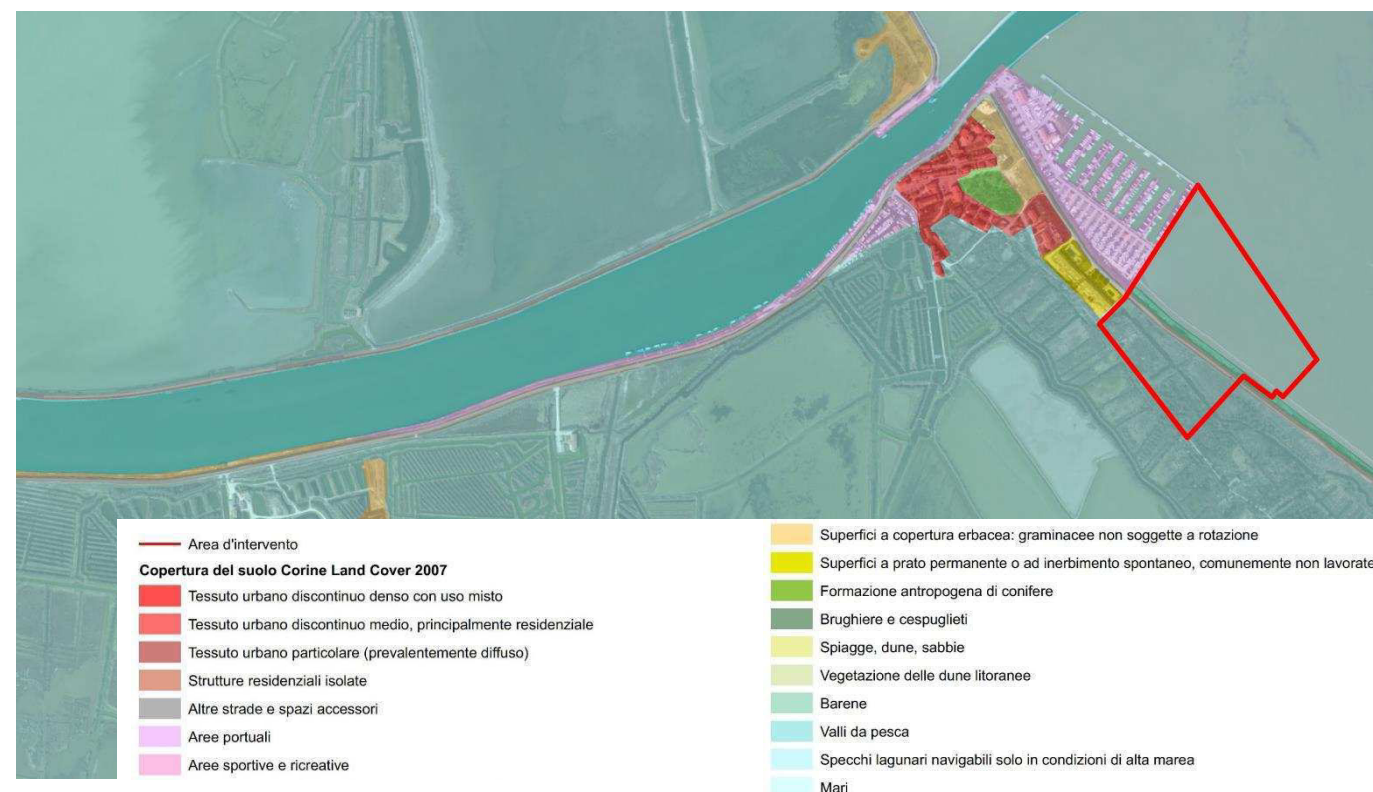 Area d'intervento
Copertura del suolo Corine Land Cover 2007
Tessuto urbano discontinuo denso con uso misto
Tessuto urbano discontinuo medio, principalmente residenziale
Tessuto urbano particolare (prevalentemente diffuso)
Strutture residenziali isolate
Altre strade e spazi accessori
Aree portuali
Aree sportive e ricreative
Superfici a copertura erbacea: graminacee non soggette a rotazione
Superfici a prato permanente o ad inerbimento spontaneo, comunemente non lavorate
Formazione antropogena di conifere
Brughiere e cespuglieti
Spiagge, dune, sabbie
Vegetazione delle dune litoranee
Barene
Valli da pesca
Specchi lagunari navigabili solo in condizioni di alta marea
Mari